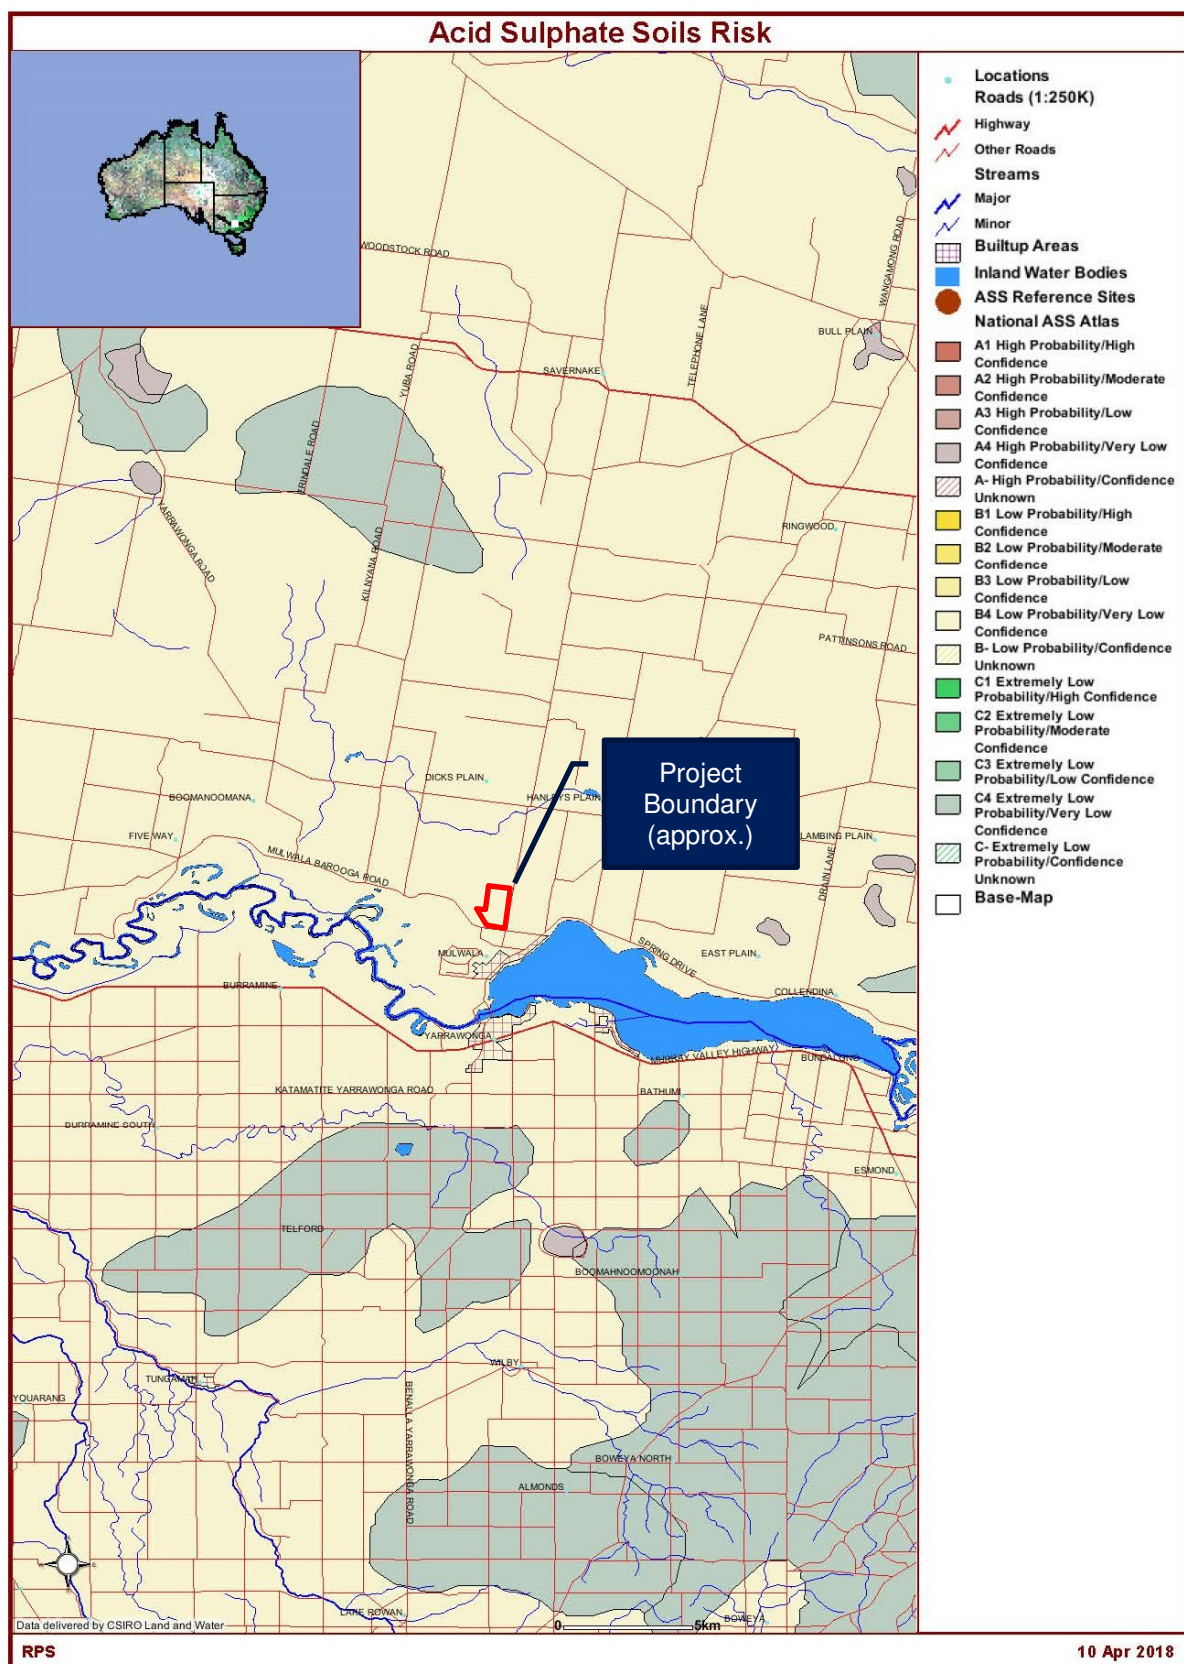 Acid Sulphate Soils Risk
WOODSTOCK ROAD
WANGAMONG ROAD
BULL PLAIN
TELEPHONE LANE
YUBA ROAD
SAVERNAKE
ERINDALE ROAD
YARRAWONGA ROAD
KILNYANA ROAD
RINGWOOD
PATTINSONS ROAD
DICKS PLAIN
BOOMANOOMANA
HANLEYS PLAIN
Project
Boundary
(approx.)
FIVE WAY
LAMBING PLAIN
MULWALA BAROOGA ROAD
DRAIN LANE
MULWALA
SPRING DRIVE
EAST PLAIN
BURRAMINE
COLLENDINA
YARRAWONGA
MURRAY VALLEY HIGHWAY
BUNDALONG
KATAMATITE YARRAWONGA ROAD
BATHUMI
BURRAMINE SOUTH
ESMOND
TELFORD
BOOMAHNOOMOONAH
WILBY
TUNGAMAH
YOUARANG
BENALLA YARRAWONGA ROAD
BOWEYA NORTH
ALMONDS
LAKE ROWAN
BOWEYA
Data delivered by CSIRO Land and Water
0 5km
Locations
Roads (1:250K)
Highway
Other Roads
Streams
Major
Minor
Builtup Areas
Inland Water Bodies
ASS Reference Sites
National ASS Atlas
A1 High Probability/High
Confidence
A2 High Probability/Moderate
Confidence
A3 High Probability/Low
Confidence
A4 High Probability/Very Low
Confidence
A- High Probability/Confidence
Unknown
B1 Low Probability/High
Confidence
B2 Low Probability/Moderate
Confidence
B3 Low Probability/Low
Confidence
B4 Low Probability/Very Low
Confidence
B- Low Probability/Confidence
Unknown
C1 Extremely Low
Probability/High Confidence
C2 Extremely Low
Probability/Moderate
Confidence
C3 Extremely Low
Probability/Low Confidence
C4 Extremely Low
Probability/Very Low
Confidence
C- Extremely Low
Probability/Confidence
Unknown
Base-Map
RPS
10 Apr 2018